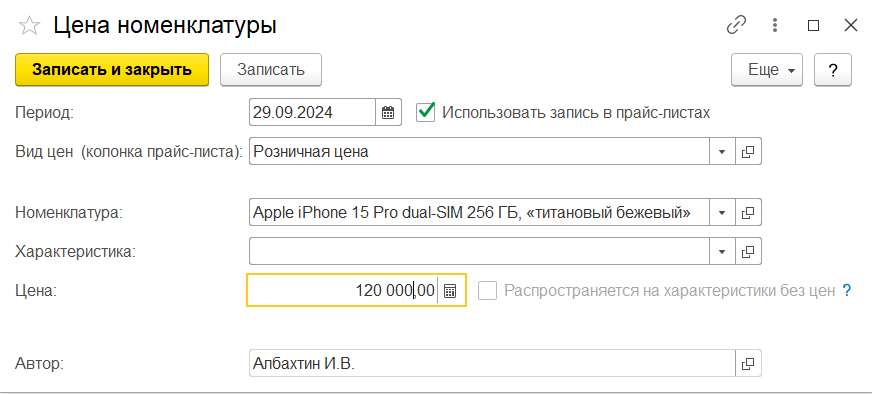 Цена номенклатуры
Записать и закрыть Записать Еще ?
Период: 29.09.2024 Использовать запись в прайс-листах
Вид цен (колонка прайс-листа): Розничная цена
Номенклатура: Apple iPhone 15 Pro dual-SIM 256 ГБ, «титановый бежевый»
Характеристика:
Цена: 120 000,00 Распространяется на характеристики без цен ?
Автор: Албахтин И.В.